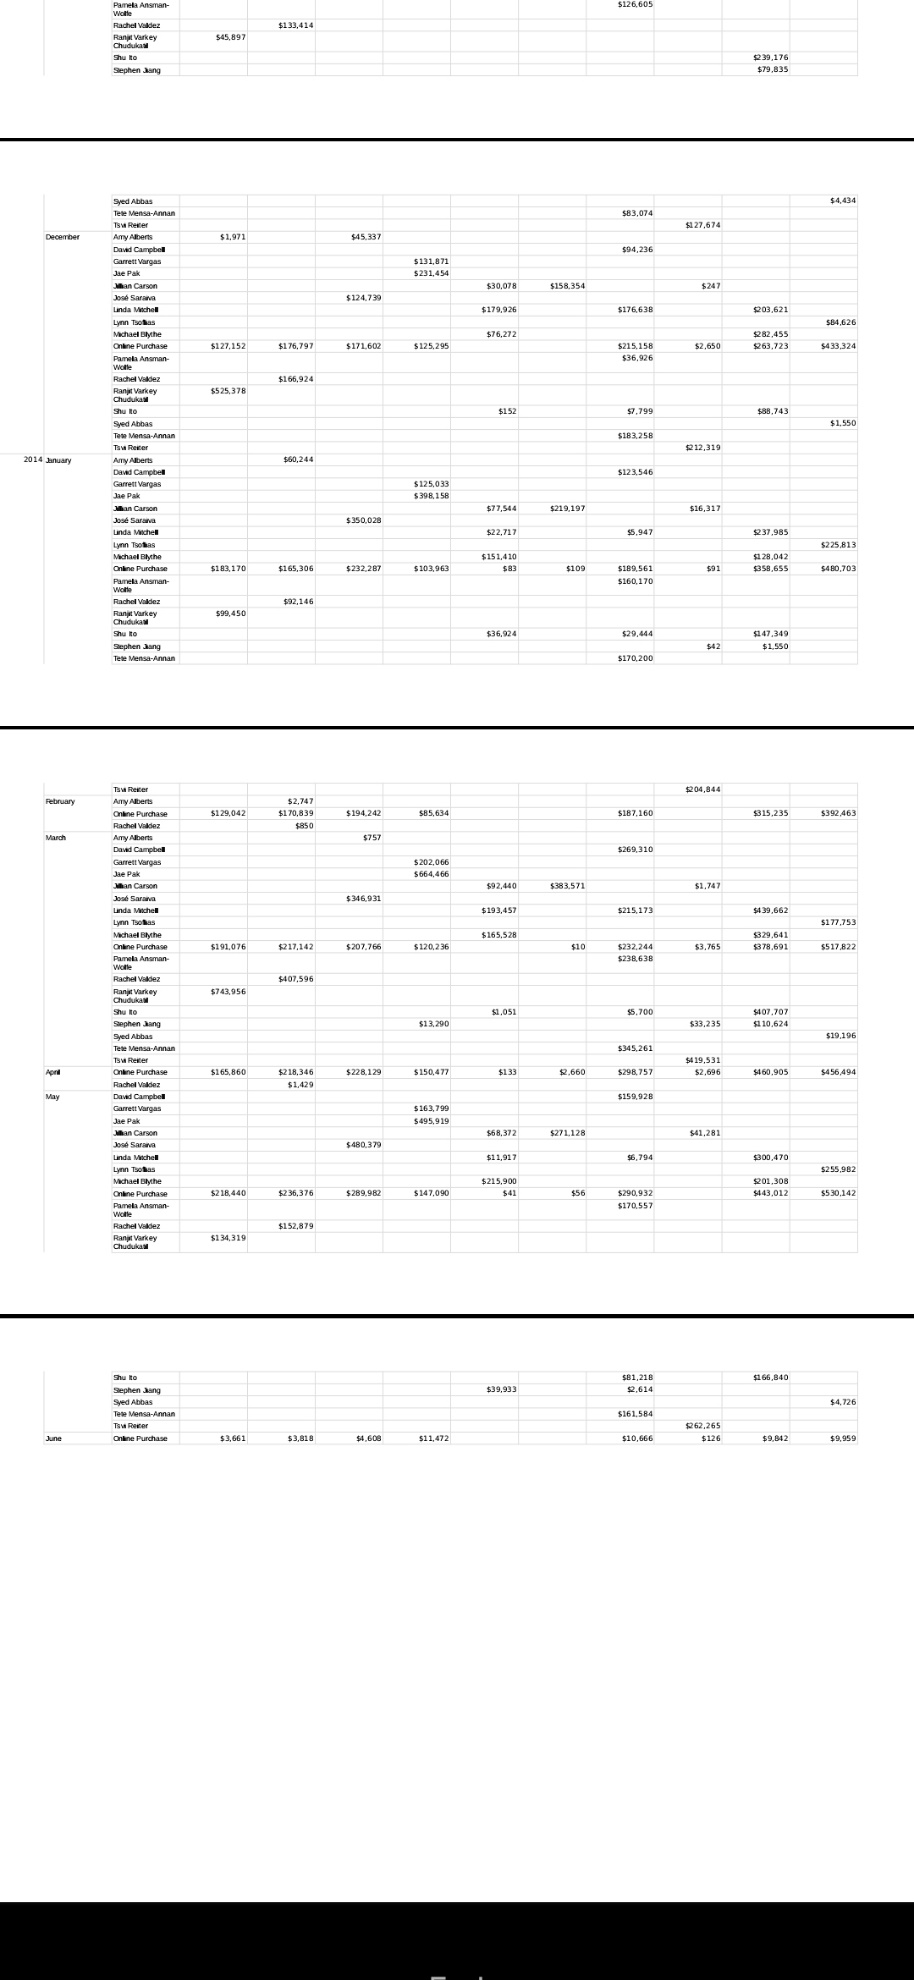 Pamela Ansman- $126,605
Wolfe
Rachel Valdez $133,414
Ranjit Varkey $45,897
Chudukatil
Shu Ito $239,176
Stephen Jiang $79,835
Syed Abbas $4,434
Tete Mensa-Annan $83,074
Tsvi Reiter $127,674
December Amy Alberts $1,971 $45,337
David Campbell $94,236
Garrett Vargas $131,871
Jae Pak $231,454
Jillian Carson $30,078 $158,354 $247
José Saraiva $124,739
Linda Mitchell $179,926 $176,638 $203,621
Lynn Tsoflias $84,626
Michael Blythe $76,272 $282,455
Online Purchase $127,152 $176,797 $171,602 $125,295 $215,158 $2,650 $263,723 $433,324
Pamela Ansman- $36,926
Wolfe
Rachel Valdez $166,924
Ranjit Varkey $525,378
Chudukatil
Shu Ito $152 $7,799 $88,743
Syed Abbas $1,550
Tete Mensa-Annan $183,258
Tsvi Reiter $212,319
2014 January Amy Alberts $60,244
David Campbell $123,546
Garrett Vargas $125,033
Jae Pak $398,158
Jillian Carson $77,544 $219,197 $16,317
José Saraiva $350,028
Linda Mitchell $22,717 $5,947 $237,985
Lynn Tsoflias $225,813
Michael Blythe $151,410 $128,042
Online Purchase $183,170 $165,306 $232,287 $103,963 $83 $109 $189,561 $91 $358,655 $480,703
Pamela Ansman- $160,170
Wolfe
Rachel Valdez $92,146
Ranjit Varkey $99,450
Chudukatil
Shu Ito $36,924 $29,444 $147,349
Stephen Jiang $42 $1,550
Tete Mensa-Annan $170,200
Tsvi Reiter $204,844
February Amy Alberts $2,747
Online Purchase $129,042 $170,839 $194,242 $85,634 $187,160 $315,235 $392,463
Rachel Valdez $850
March Amy Alberts $757
David Campbell $269,310
Garrett Vargas $202,066
Jae Pak $664,466
Jillian Carson $92,440 $383,571 $1,747
José Saraiva $346,931
Linda Mitchell $193,457 $215,173 $439,662
Lynn Tsoflias $177,753
Michael Blythe $165,528 $329,641
Online Purchase $191,076 $217,142 $207,766 $120,236 $10 $232,244 $3,765 $378,691 $517,822
Pamela Ansman- $238,638
Wolfe
Rachel Valdez $407,596
Ranjit Varkey $743,956
Chudukatil
Shu Ito $1,051 $5,700 $407,707
Stephen Jiang $13,290 $33,235 $110,624
Syed Abbas $19,196
Tete Mensa-Annan $345,261
Tsvi Reiter $419,531
April Online Purchase $165,860 $218,346 $228,129 $150,477 $133 $2,660 $298,757 $2,696 $460,905 $456,494
Rachel Valdez $1,429
May David Campbell $159,928
Garrett Vargas $163,799
Jae Pak $495,919
Jillian Carson $68,372 $271,128 $41,281
José Saraiva $480,379
Linda Mitchell $11,917 $6,794 $300,470
Lynn Tsoflias $255,982
Michael Blythe $215,900 $201,308
Online Purchase $218,440 $236,376 $289,982 $147,090 $41 $56 $290,932 $443,012 $530,142
Pamela Ansman- $170,557
Wolfe
Rachel Valdez $152,879
Ranjit Varkey $134,319
Chudukatil
Shu Ito $81,218 $166,840
Stephen Jiang $39,933 $2,614
Syed Abbas $4,726
Tete Mensa-Annan $161,584
Tsvi Reiter $262,265
June Online Purchase $3,661 $3,818 $4,608 $11,472 $10,666 $126 $9,842 $9,959